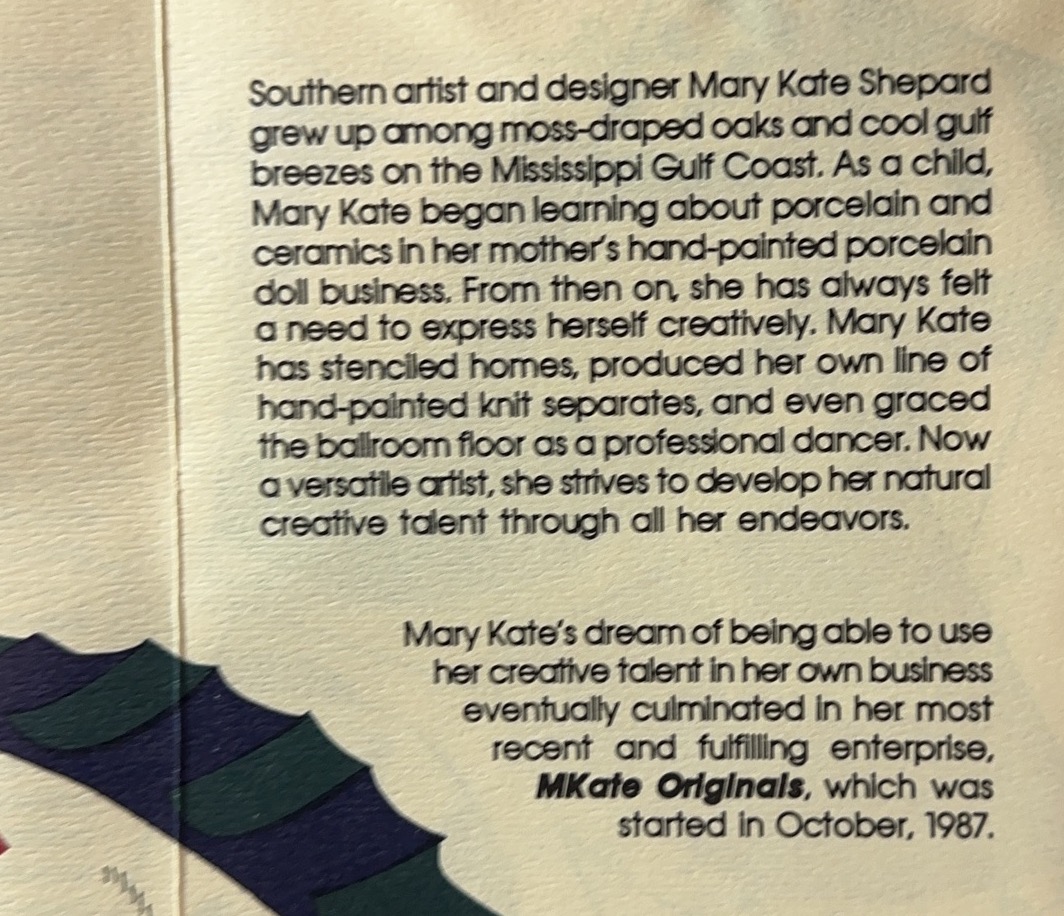 Southern artist and designer Mary Kate Shepard
grew up among moss-draped oaks and cool gulf
breezes on the Mississippi Gulf Coast. As a child,
Mary Kate began learning about porcelain and
ceramics in her mother's hand-painted porcelain
doll business. From then on, she has always felt
a need to express herself creatively. Mary Kate
has stenciled homes, produced her own line of
hand-painted knit separates, and even graced
the ballroom floor as a professional dancer. Now
a versatile artist, she strives to develop her natural
creative talent through all her endeavors.
Mary Kate's dream of being able to use
her creative talent in her own business
eventually culminated in her most
recent and fulfilling enterprise,
MKate Originals, which was
started in October, 1987.